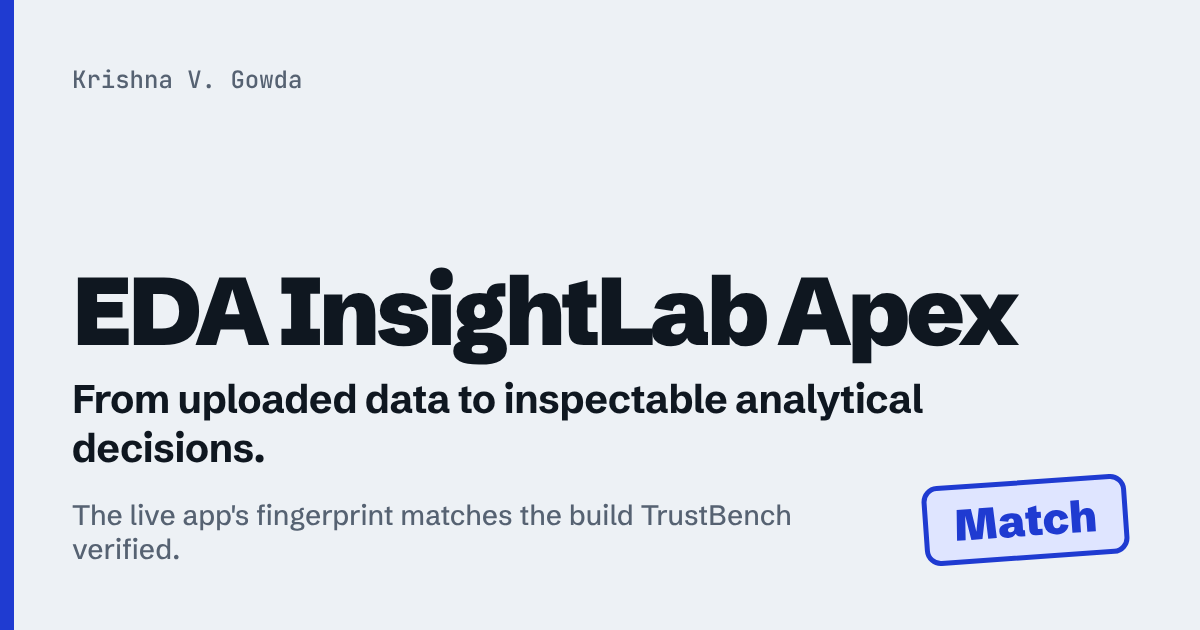 Krishna V. Gowda
EDA InsightLab Apex
From uploaded data to inspectable analytical
decisions.
The live app's fingerprint matches the build TrustBench
verified.
Match